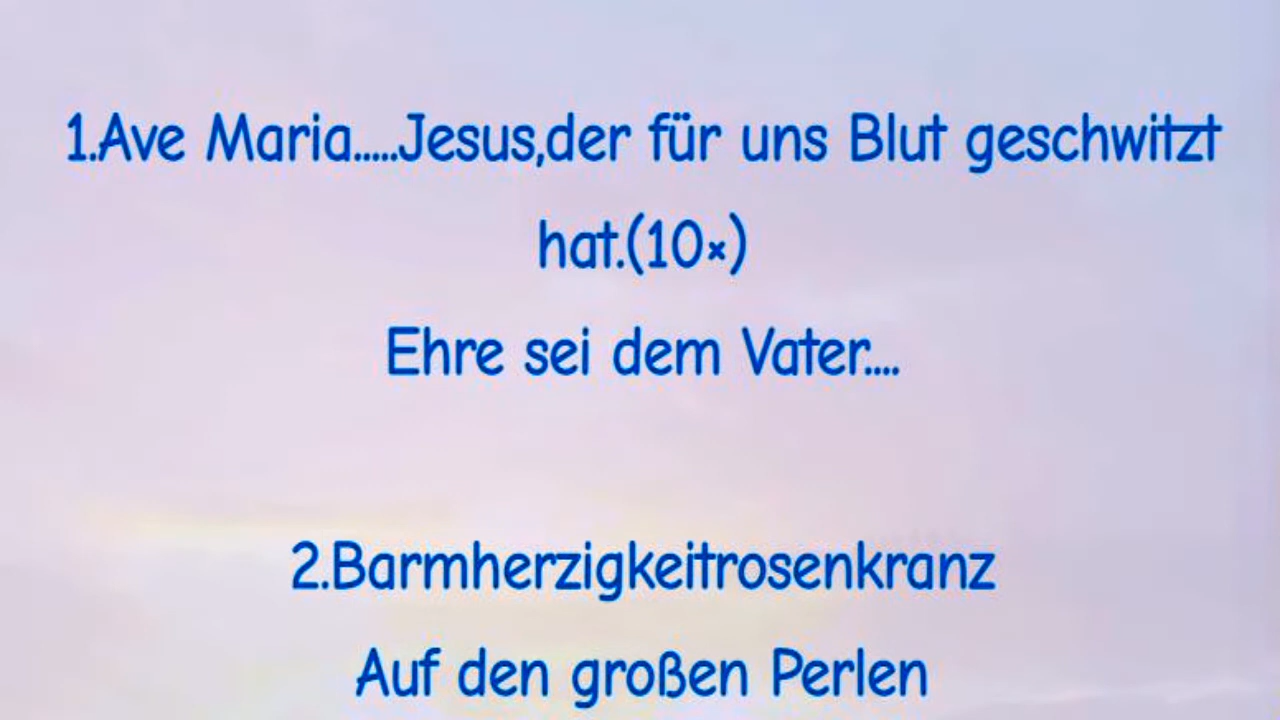 1.Ave Maria.....Jesus,der für uns Blut geschwitzt
hat.(10×)
Ehre sei dem Vater....
2.Barmherzigkeitrosenkranz
Auf den großen Perlen